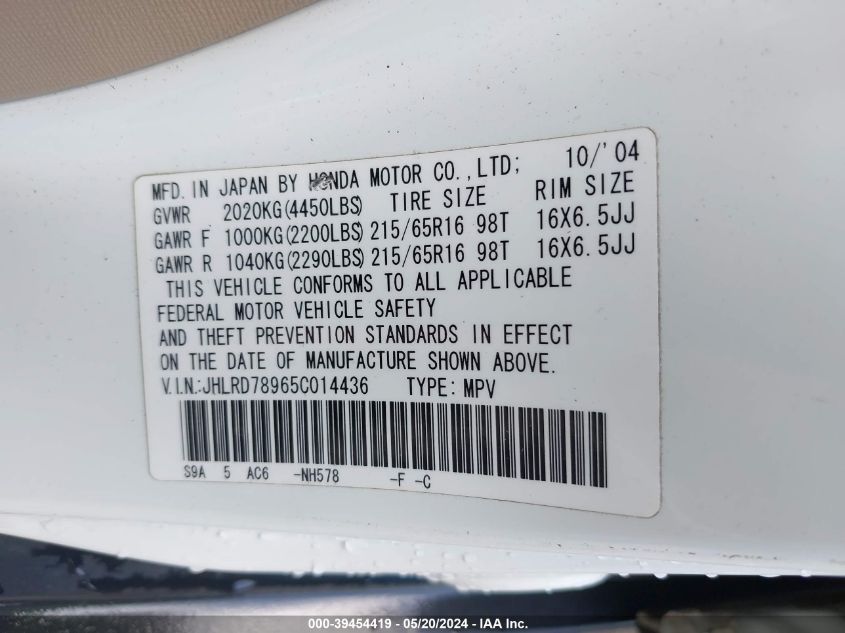 MFD. IN JAPAN BY HONDA MOTOR CO.,LTD; 10/'04
GVWR 2020KG(4450LBS) TIRE SIZE RIM SIZE
GAWR F 1000KG(2200LBS) 215/65R16 98T 16X6.5JJ
GAWR R 1040KG(2290LBS) 215/65R16 98T 16X6.5JJ
THIS VEHICLE CONFORMS TO ALL APPLICABLE
FEDERAL MOTOR VEHICLE SAFETY
AND THEFT PREVENTION STANDARDS IN EFFECT
ON THE DATE OF MANUFACTURE SHOWN ABOVE.
V.I.N.:JHLRD78965C014436 TYPE: MPV
S9A 5 AC6 -NH578 -F -C
000-39454419 - 05/20/2024 - IAA Inc.